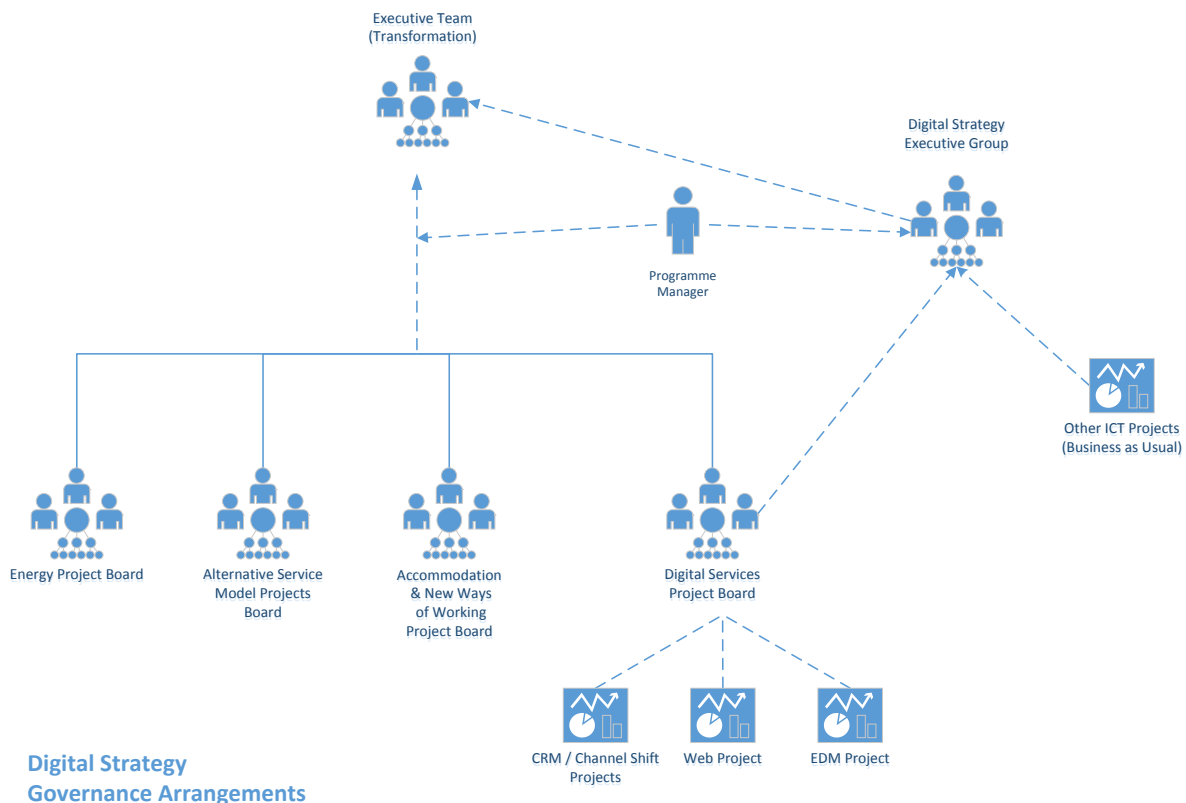 Executive Team
(Transformation)
Digital Strategy
Executive Group
Programme
Manager
Other ICT Projects
(Business as Usual)
Energy Project Board
Alternative Service
Model Projects
Board
Accommodation
& New Ways
of Working
Project Board
Digital Services
Project Board
CRM / Channel Shift
Projects
Web Project
EDM Project
Digital Strategy
Governance Arrangements